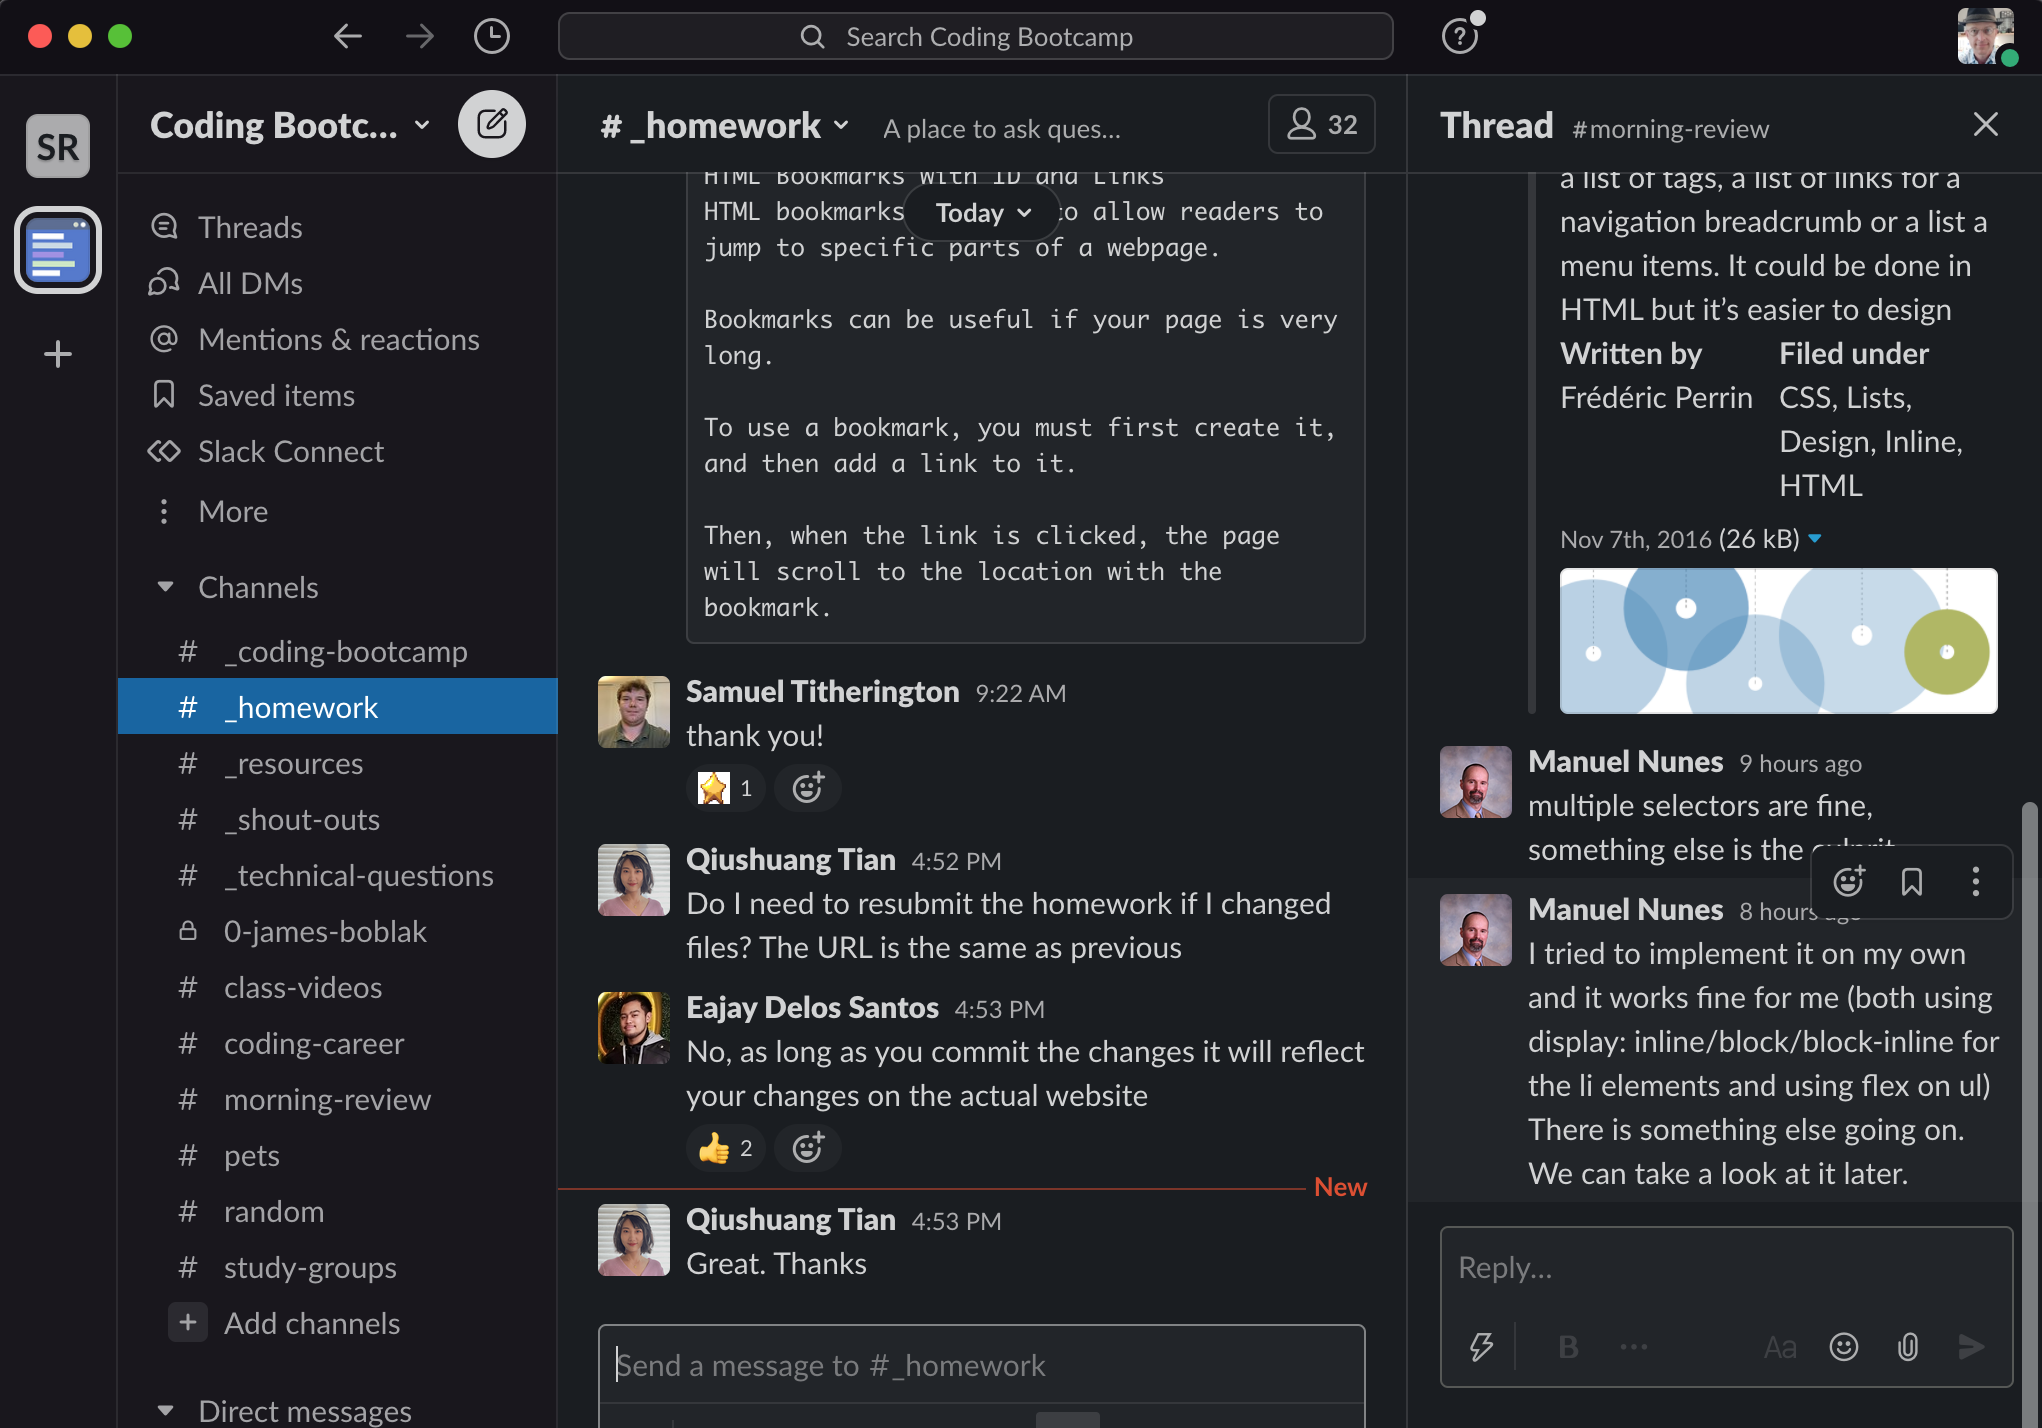 Search Coding Bootcamp
SR
Coding Bootc...
Threads
All DMs
Mentions & reactions
Saved items
Slack Connect
More
Channels
# _coding-bootcamp
# _homework
# _resources
# _shout-outs
# _technical-questions
0-james-boblak
# class-videos
# coding-career
# morning-review
# pets
# random
# study-groups
+ Add channels
Direct messages
# _homework
A place to ask ques...
32
Today
HTML Bookmarks With ID and Links
HTML bookmarks to allow readers to
jump to specific parts of a webpage.
Bookmarks can be useful if your page is very
long.
To use a bookmark, you must first create it,
and then add a link to it.
Then, when the link is clicked, the page
will scroll to the location with the
bookmark.
Samuel Titherington 9:22 AM
thank you!
1
Qiushuang Tian 4:52 PM
Do I need to resubmit the homework if I changed
files? The URL is the same as previous
Eajay Delos Santos 4:53 PM
No, as long as you commit the changes it will reflect
your changes on the actual website
2
New
Qiushuang Tian 4:53 PM
Great. Thanks
Send a message to #_homework
Thread #morning-review
a list of tags, a list of links for a
navigation breadcrumb or a list a
menu items. It could be done in
HTML but it's easier to design
Written by
Frédéric Perrin
Filed under
CSS, Lists,
Design, Inline,
HTML
Nov 7th, 2016 (26 kB)
Manuel Nunes 9 hours ago
multiple selectors are fine,
something else is the culprit
Manuel Nunes 8 hours ago
I tried to implement it on my own
and it works fine for me (both using
display: inline/block/block-inline for
the li elements and using flex on ul)
There is something else going on.
We can take a look at it later.
Reply...
B
Aa